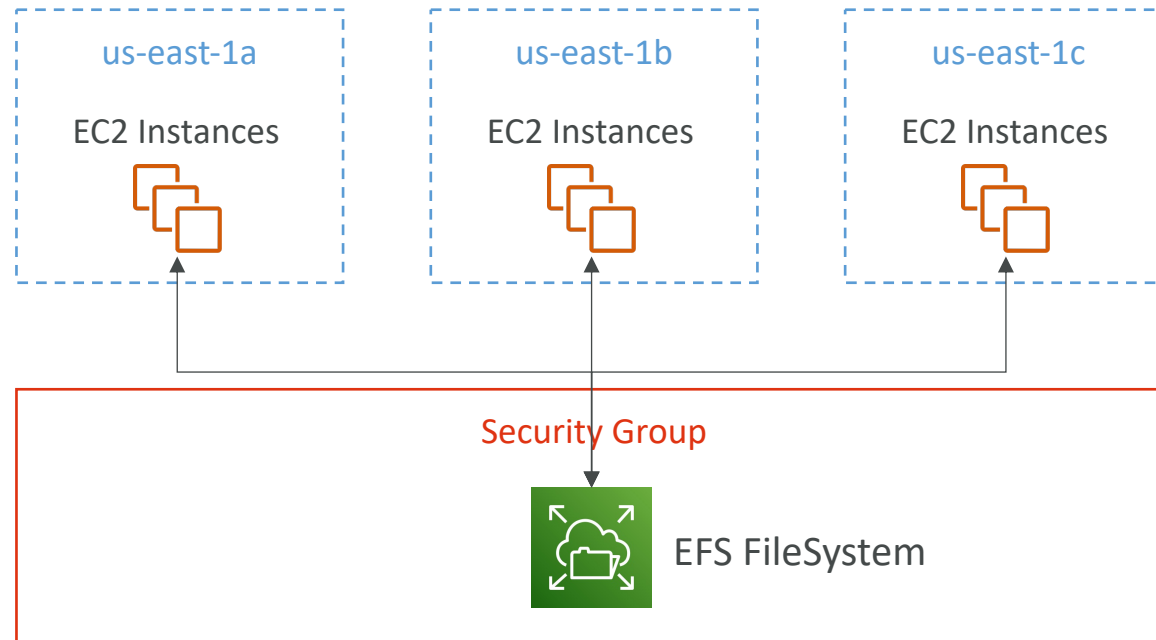 us-east-1a
us-east-1b
us-east-1c
EC2 Instances
EC2 Instances
EC2 Instances
Security Group
EFS FileSystem